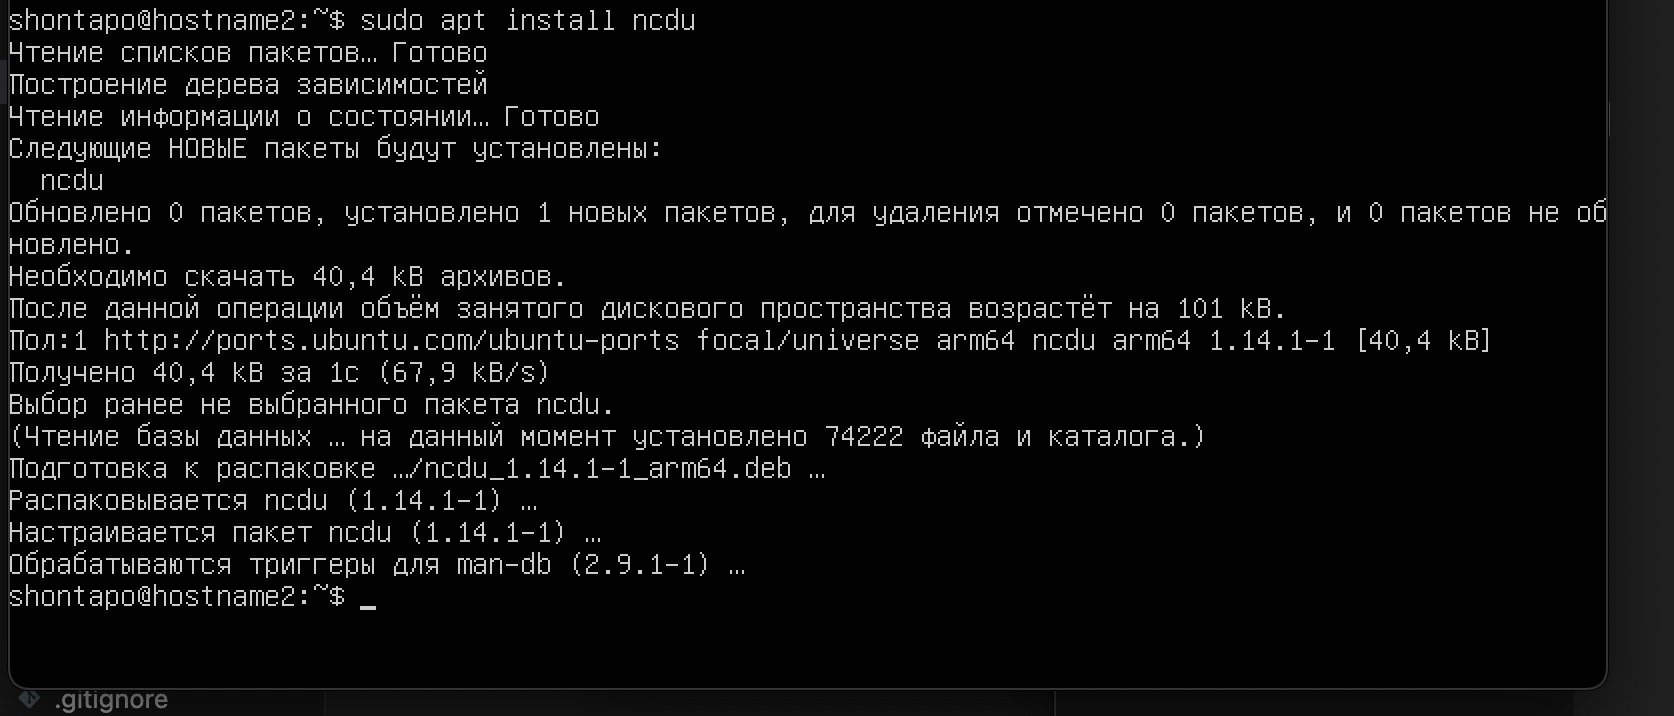 shontapo@hostname2:~$ sudo apt install ncdu
Чтение списков пакетов… Готово
Построение дерева зависимостей
Чтение информации о состоянии… Готово
Следующие НОВЫЕ пакеты будут установлены:
  ncdu
Обновлено 0 пакетов, установлено 1 новых пакетов, для удаления отмечено 0 пакетов, и 0 пакетов не об
новлено.
Необходимо скачать 40,4 kB архивов.
После данной операции объём занятого дискового пространства возрастёт на 101 kB.
Пол:1 http://ports.ubuntu.com/ubuntu-ports focal/universe arm64 ncdu arm64 1.14.1-1 [40,4 kB]
Получено 40,4 kB за 1с (67,9 kB/s)
Выбор ранее не выбранного пакета ncdu.
(Чтение базы данных … на данный момент установлено 74222 файла и каталога.)
Подготовка к распаковке …/ncdu_1.14.1-1_arm64.deb …
Распаковывается ncdu (1.14.1-1) …
Настраивается пакет ncdu (1.14.1-1) …
Обрабатываются триггеры для man-db (2.9.1-1) …
shontapo@hostname2:~$ _
.gitignore